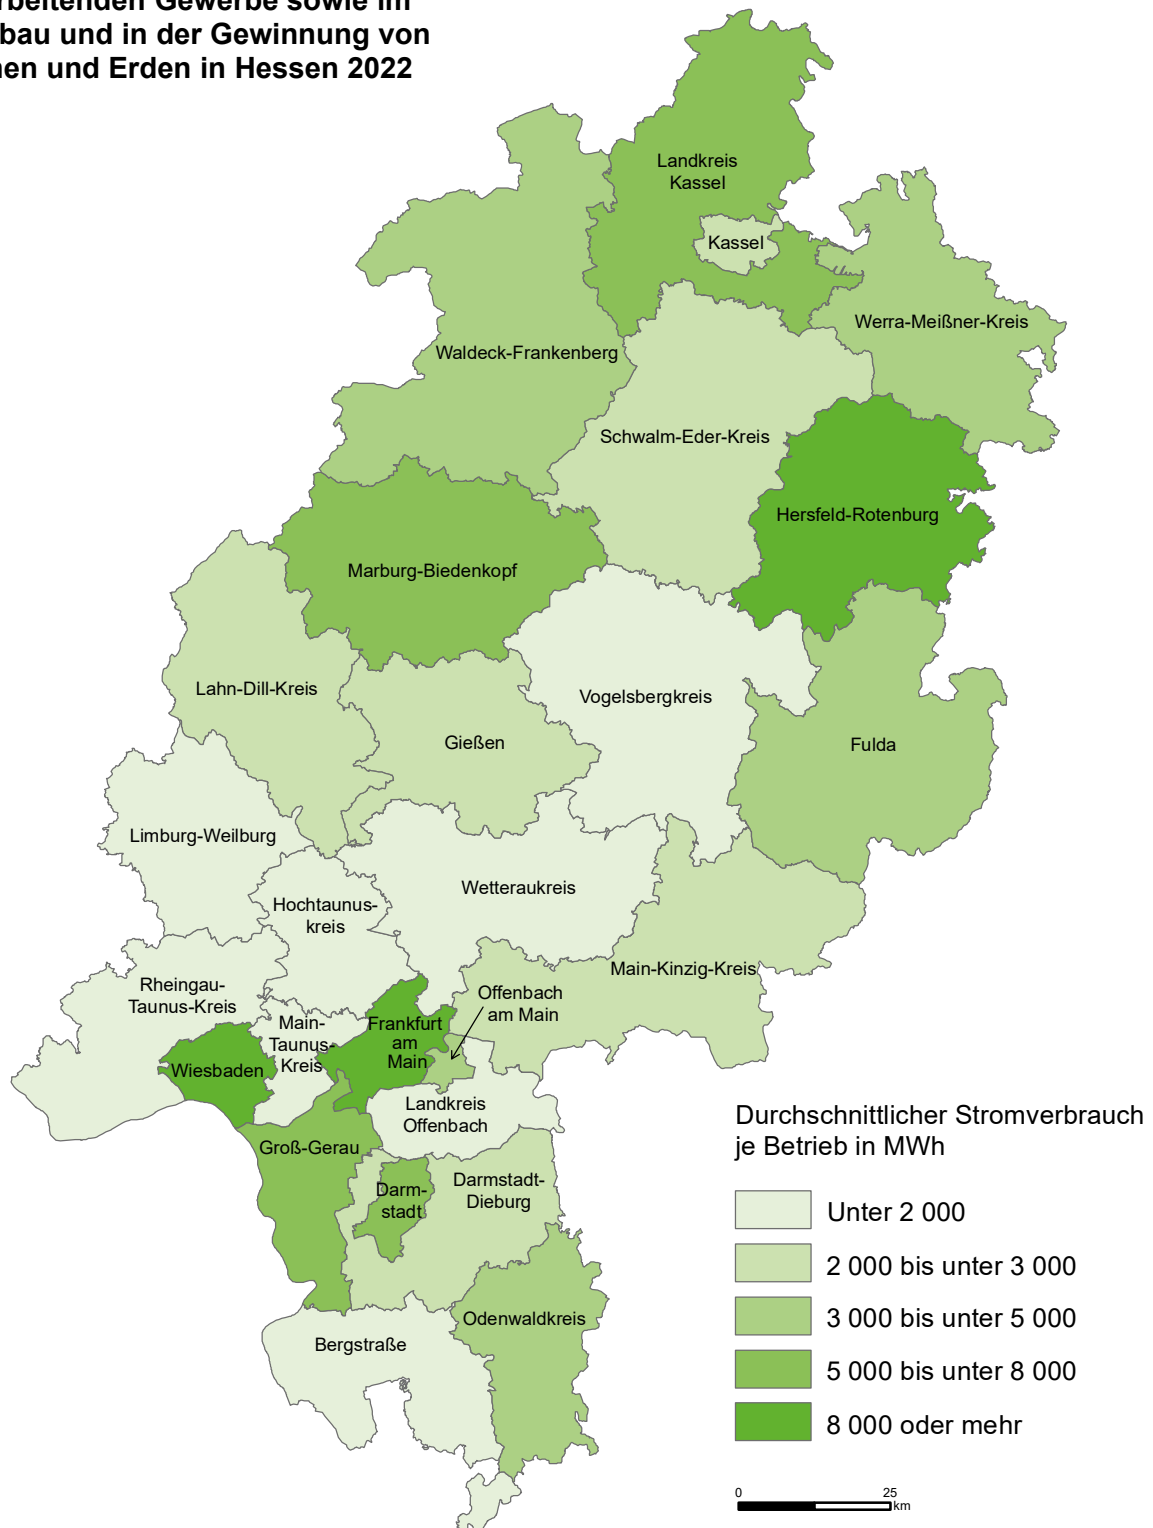 rbeitenden Gewerbe sowie im
bau und in der Gewinnung von
nen und Erden in Hessen 2022
Landkreis
Kassel
Kassel
Werra-Meißner-Kreis
Waldeck-Frankenberg
Schwalm-Eder-Kreis
Hersfeld-Rotenburg
Marburg-Biedenkopf
Lahn-Dill-Kreis
Vogelsbergkreis
Gießen
Fulda
Limburg-Weilburg
Wetteraukreis
Hochtaunus-
kreis
Main-Kinzig-Kreis
Rheingau-
Taunus-Kreis
Offenbach
am Main
Main-
Taunus-
Kreis
Frankfurt
am
Main
Wiesbaden
Landkreis
Offenbach
Groß-Gerau
Darm-
stadt
Darmstadt-
Dieburg
Odenwaldkreis
Bergstraße
Durchschnittlicher Stromverbrauch
je Betrieb in MWh
Unter 2 000
2 000 bis unter 3 000
3 000 bis unter 5 000
5 000 bis unter 8 000
8 000 oder mehr
0 25
km